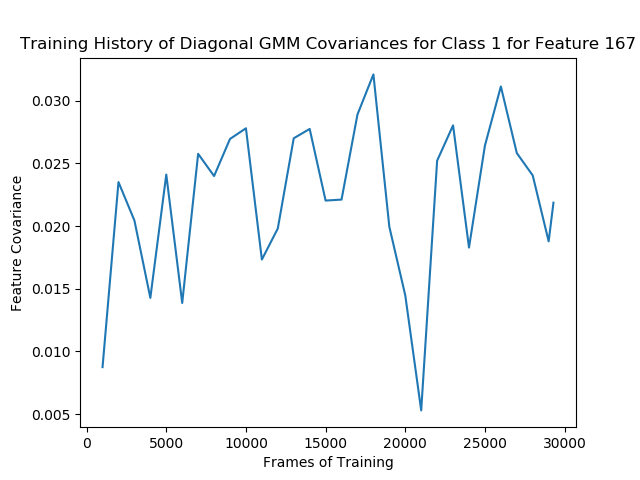 Training History of Diagonal GMM Covariances for Class 1 for Feature 167
0.030
0.025
0.020
0.015
0.010
0.005
Feature Covariance
0 5000 10000 15000 20000 25000 30000
Frames of Training